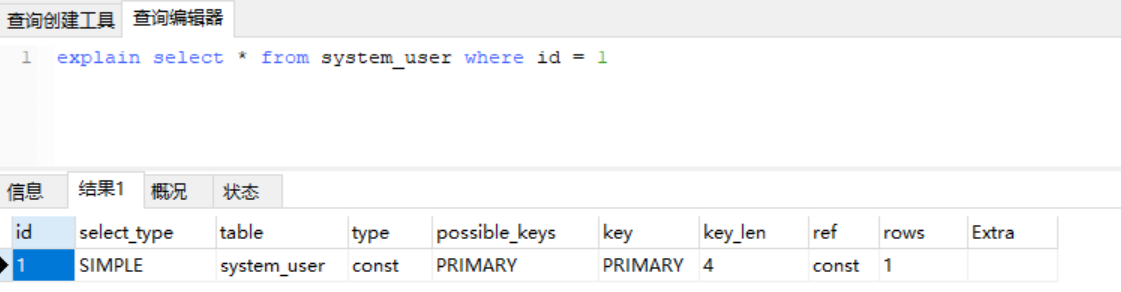 查询创建工具 查询编辑器
1 explain select * from system_user where id = 1
信息 结果1 概况 状态
id select_type table type possible_keys key key_len ref rows Extra
1 SIMPLE system_user const PRIMARY PRIMARY 4 const 1